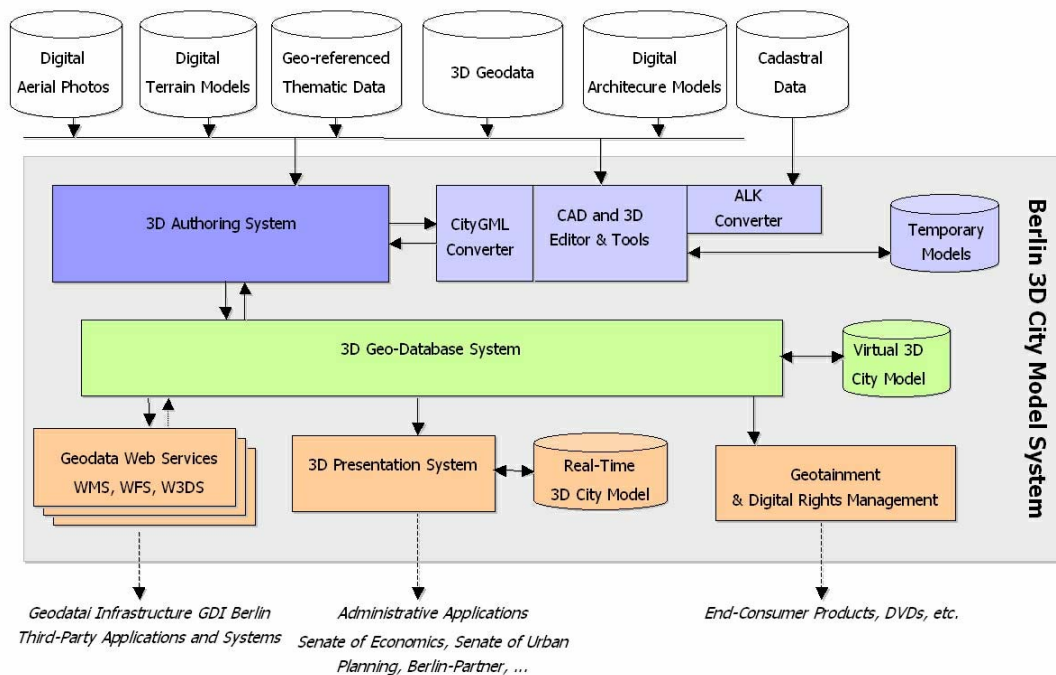 Digital
Aerial Photos
Digital
Terrain Models
Geo-referenced
Thematic Data
3D Geodata
Digital
Architecure Models
Cadastral
Data
Berlin 3D City Model System
3D Authoring System
CityGML
Converter
CAD and 3D
Editor & Tools
ALK
Converter
Temporary
Models
3D Geo-Database System
Virtual 3D
City Model
Geodata Web Services
WMS, WFS, W3DS
3D Presentation System
Real-Time
3D City Model
Geotainment
& Digital Rights Management
Geodatai Infrastructure GDI Berlin
Third-Party Applications and Systems
Administrative Applications
Senate of Economics, Senate of Urban
Planning, Berlin-Partner, ...
End-Consumer Products, DVDs, etc.